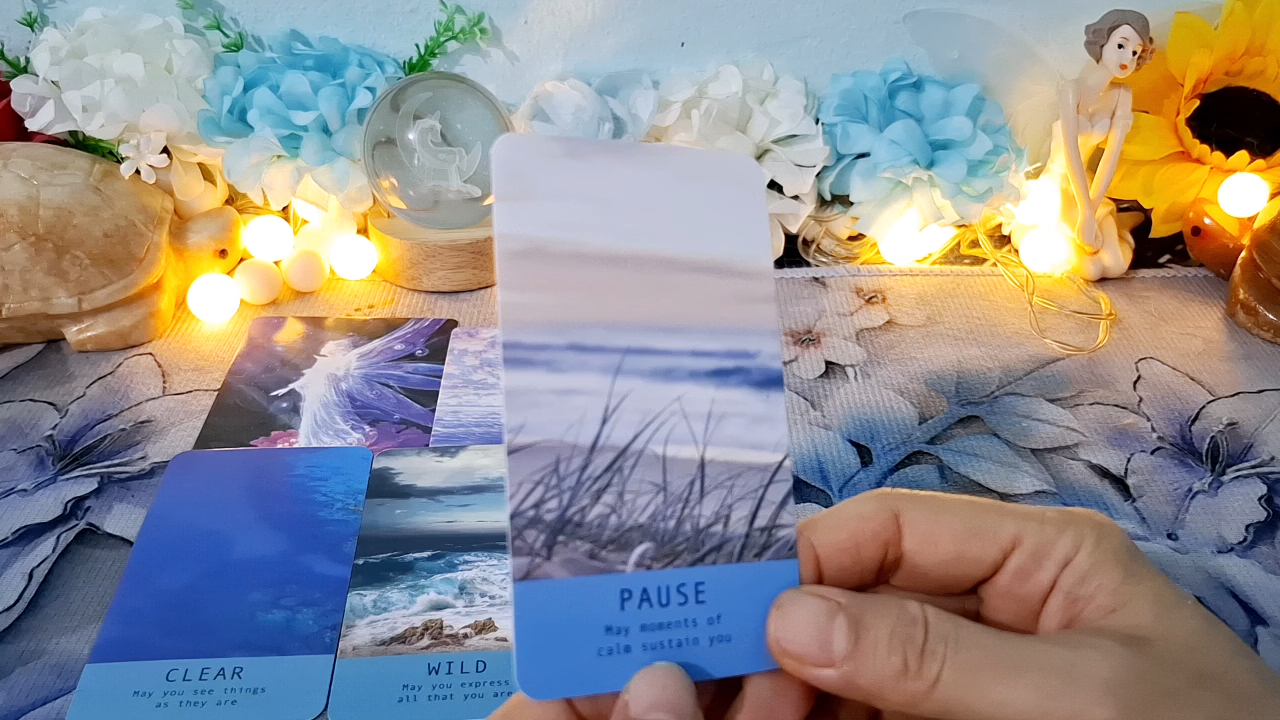 PAUSE
May moments of
calm sustain you
CLEAR
May you see things
as they are
WILD
May you express
all that you are